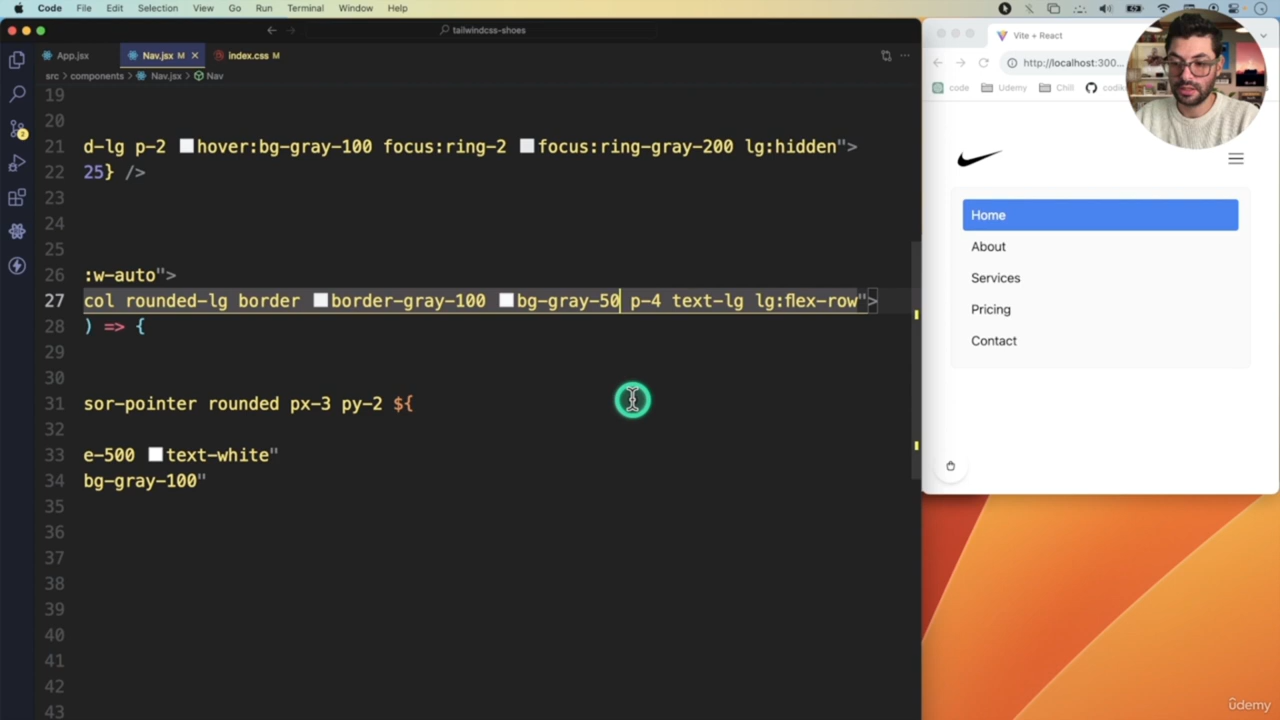 Code File Edit Selection View Go Run Terminal Window Help
tailwindcss-shoes
App.jsx Nav.jsx M index.css M
src > components > Nav.jsx > Nav
19
20
21 d-lg p-2 hover:bg-gray-100 focus:ring-2 focus:ring-gray-200 lg:hidden">
22 25} />
23
24
25
26 :w-auto">
27 col rounded-lg border border-gray-100 bg-gray-50 p-4 text-lg lg:flex-row">
28 ) => {
29
30
31 sor-pointer rounded px-3 py-2 ${
32
33 e-500 text-white"
34 bg-gray-100"
35
36
37
38
39
40
41
42
43
2
Vite + React
http://localhost:300...
code Udemy Chill
Home
About
Services
Pricing
Contact
ûdemy